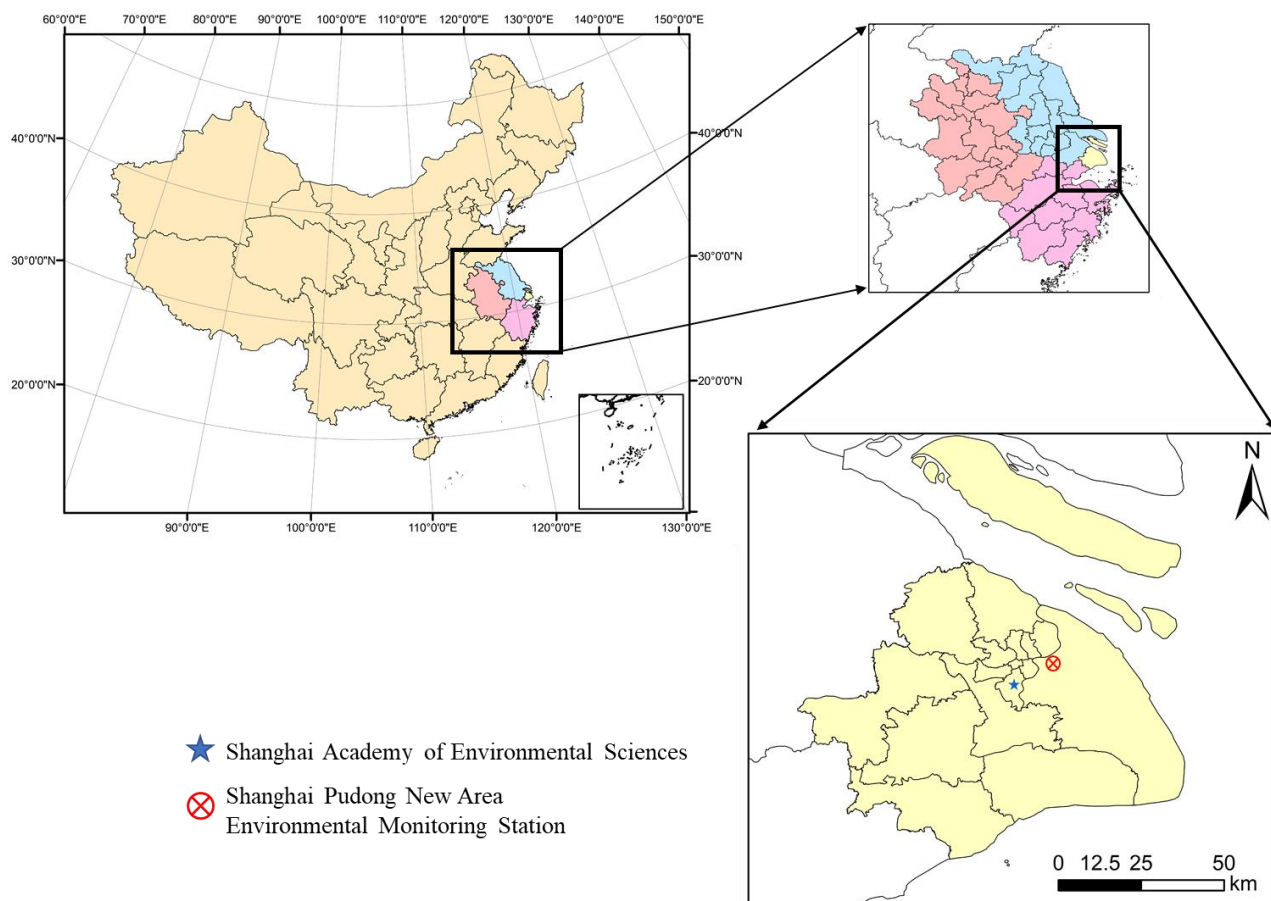 60°0'0"E 70°0'0"E 80°0'0"E 90°0'0"E 100°0'0"E 110°0'0"E 120°0'0"E 130°0'0"E 140°0'0"E 150°0'0"E
40°0'0"N
40°0'0"N
30°0'0"N
30°0'0"N
20°0'0"N
20°0'0"N
90°0'0"E 100°0'0"E 110°0'0"E 120°0'0"E 130°0'0"E
N
Shanghai Academy of Environmental Sciences
Shanghai Pudong New Area
Environmental Monitoring Station
0 12.5 25 50
km